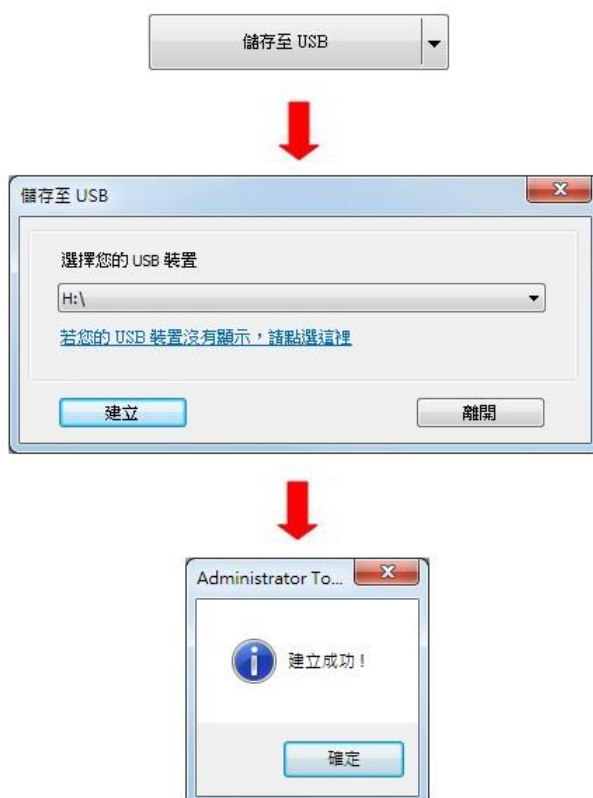 儲存至 USB
儲存至 USB
選擇您的 USB 裝置
H:\
若您的 USB 裝置沒有顯示，請點選這裡
建立
離開
Administrator To...
建立成功！
確定